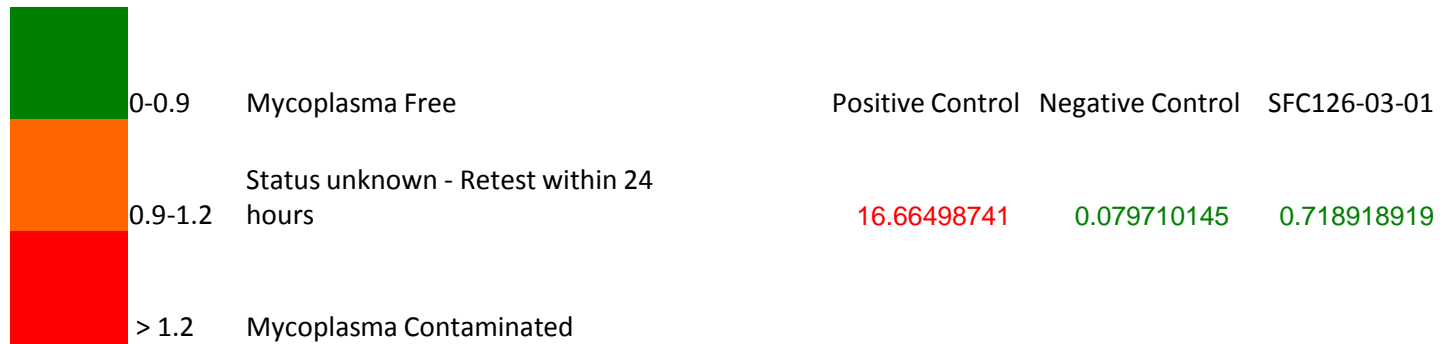 0-0.9 Mycoplasma Free Positive Control Negative Control SFC126-03-01
Status unknown - Retest within 24
0.9-1.2 hours 16.66498741 0.079710145 0.718918919
> 1.2 Mycoplasma Contaminated